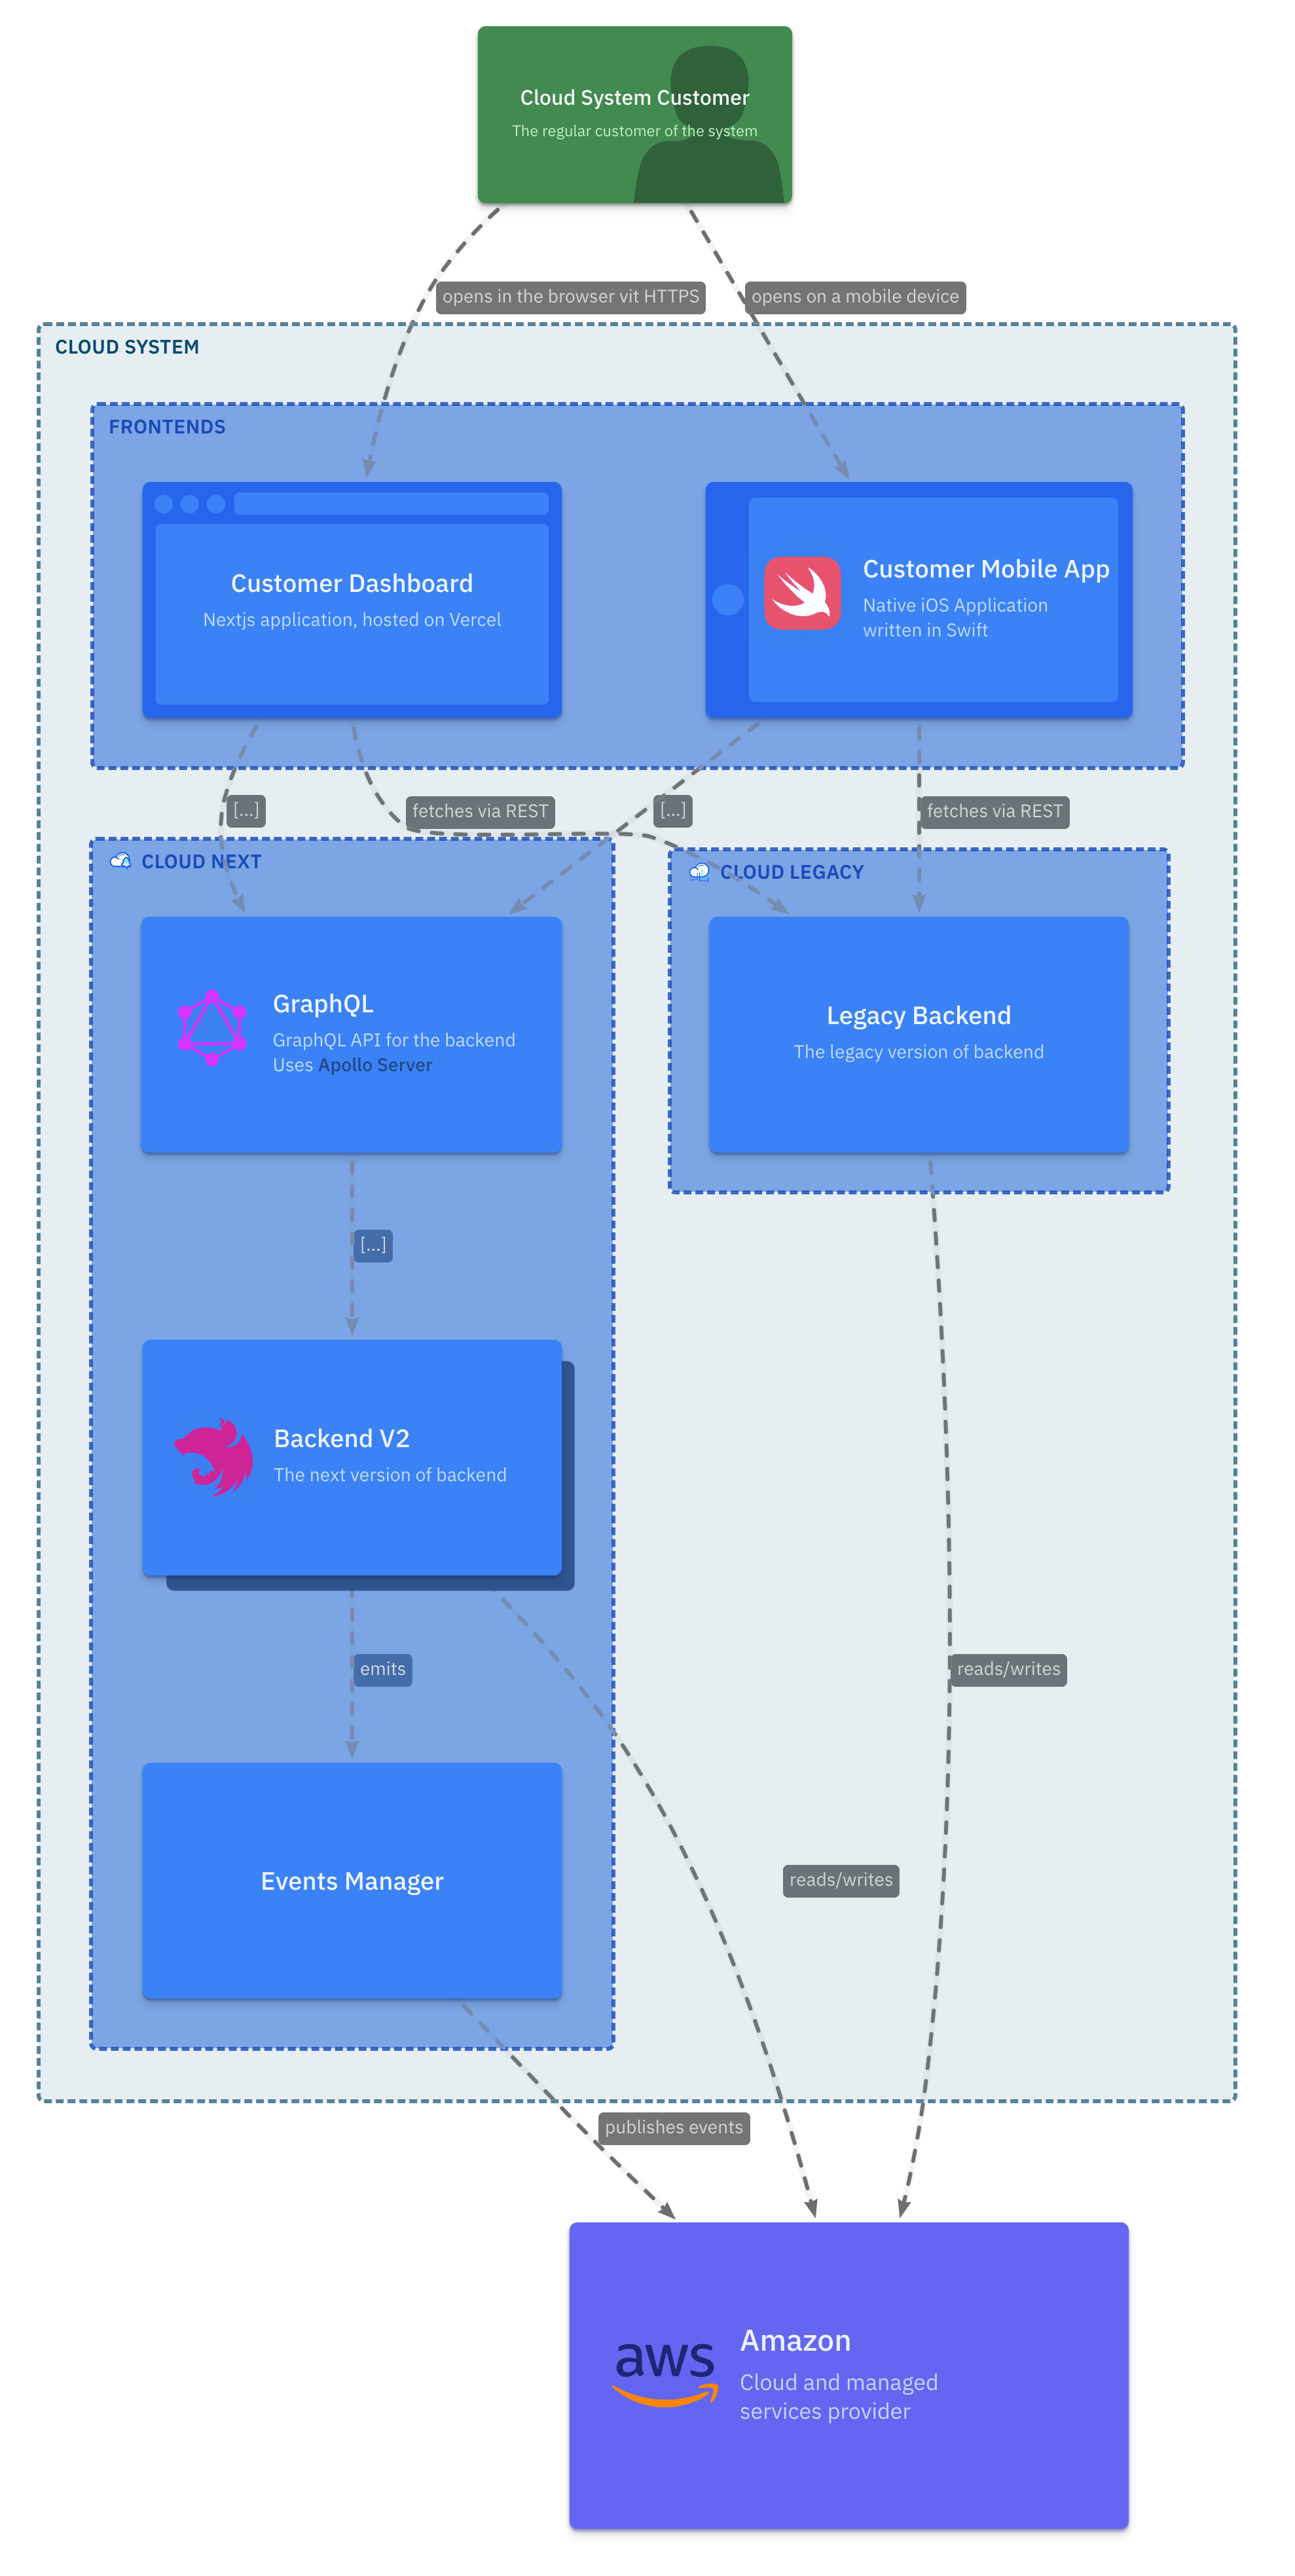 Cloud System Customer
The regular customer of the system
opens in the browser vit HTTPS
opens on a mobile device
CLOUD SYSTEM
FRONTENDS
Customer Dashboard
Nextjs application, hosted on Vercel
Customer Mobile App
Native iOS Application
written in Swift
[...]
fetches via REST
[...]
fetches via REST
CLOUD NEXT
CLOUD LEGACY
GraphQL
GraphQL API for the backend
Uses Apollo Server
Legacy Backend
The legacy version of backend
[...]
Backend V2
The next version of backend
emits
reads/writes
Events Manager
reads/writes
publishes events
aws
Amazon
Cloud and managed
services provider